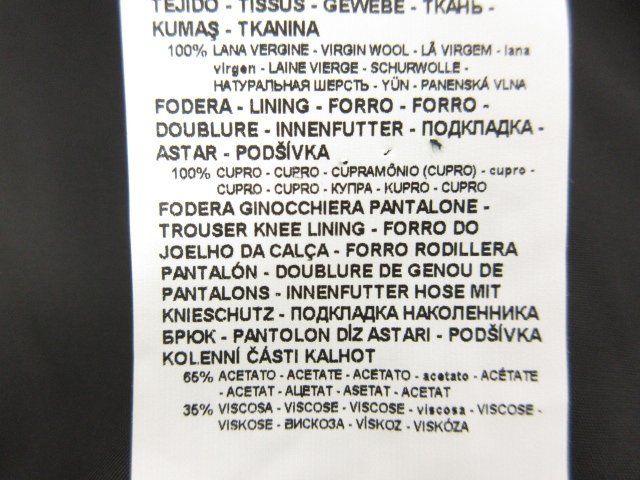 TEJIDO - TISSUS - GEWEBE - ТКАНЬ -
KUMAŞ - TKANINA
100% LANA VERGINE - VIRGIN WOOL - LÃ VIRGEM - lana
virgen - LAINE VIERGE - SCHURWOLLE -
НАТУРАЛЬНАЯ ШЕРСТЬ - YÜN - PANENSKÁ VLNA
FODERA - LINING - FORRO - FORRO -
DOUBLURE - INNENFUTTER - ПОДКЛАДКА -
ASTAR - PODŠÍVKA
100% CUPRO - CUPRO - CUPRAMÔNIO (CUPRO) - cupro -
CUPRO - CUPRO - КУПРА - KUPRO - CUPRO
FODERA GINOCCHIERA PANTALONE -
TROUSER KNEE LINING - FORRO DO
JOELHO DA CALÇA - FORRO RODILLERA
PANTALÓN - DOUBLURE DE GENOU DE
PANTALONS - INNENFUTTER HOSE MIT
KNIESCHUTZ - ПОДКЛАДКА НАКОЛЕННИКА
БРЮК - PANTOLON DİZ ASTARI - PODŠÍVKA
KOLENNÍ ČÁSTI KALHOT
65% ACETATO - ACETATE - ACETATO - acetato - ACÉTATE
- ACETAT - АЦЕТАТ - ASETAT - ACETAT
35% VISCOSA - VISCOSE - VISCOSE - viscosa - VISCOSE -
VISKOSE - ВИСКОЗА - VİSKOZ - VISKÓZA